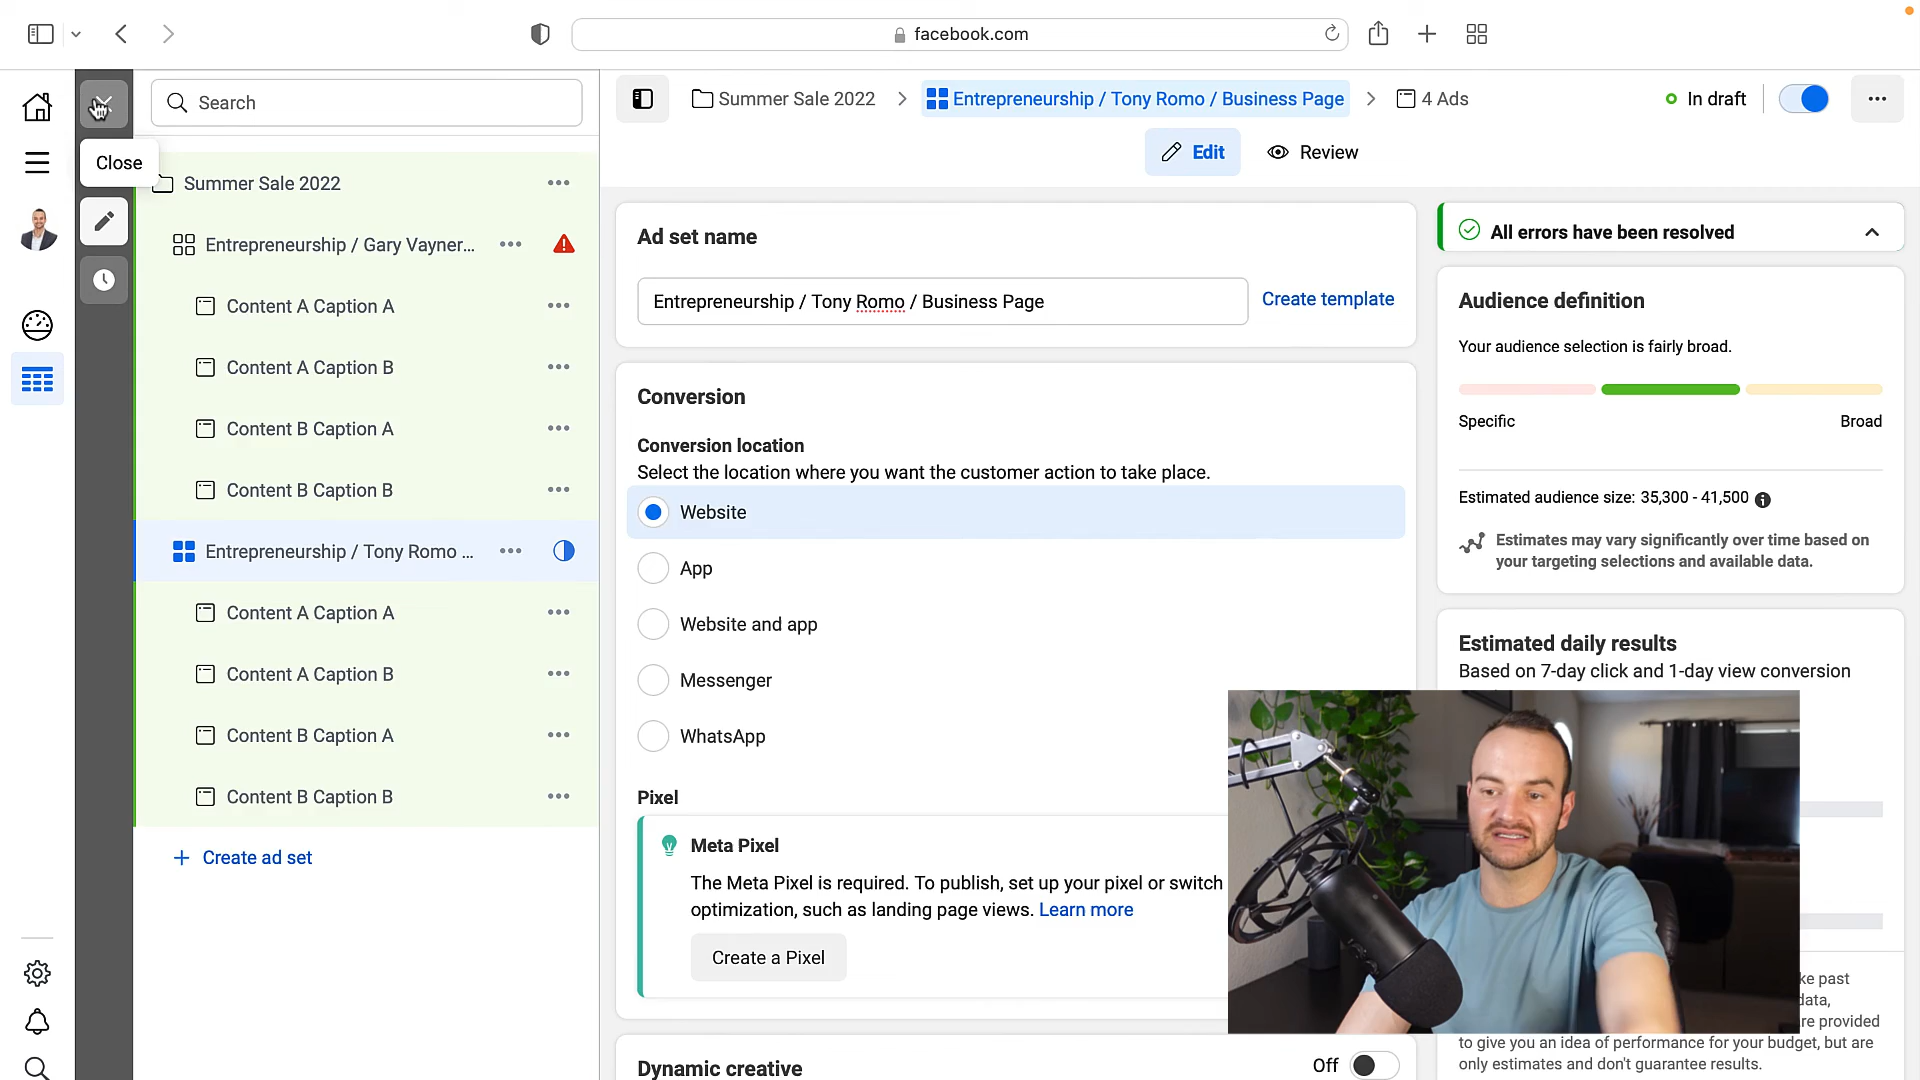 facebook.com
Search
Close
Summer Sale 2022
Entrepreneurship / Gary Vayner...
Content A Caption A
Content A Caption B
Content B Caption A
Content B Caption B
Entrepreneurship / Tony Romo ...
Content A Caption A
Content A Caption B
Content B Caption A
Content B Caption B
+ Create ad set
Summer Sale 2022 > Entrepreneurship / Tony Romo / Business Page > 4 Ads
In draft
Edit
Review
Ad set name
Entrepreneurship / Tony Romo / Business Page
Create template
Conversion
Conversion location
Select the location where you want the customer action to take place.
Website
App
Website and app
Messenger
WhatsApp
Pixel
Meta Pixel
The Meta Pixel is required. To publish, set up your pixel or switch
optimization, such as landing page views. Learn more
Create a Pixel
Dynamic creative
Off
All errors have been resolved
Audience definition
Your audience selection is fairly broad.
Specific
Broad
Estimated audience size: 35,300 - 41,500
Estimates may vary significantly over time based on
your targeting selections and available data.
Estimated daily results
Based on 7-day click and 1-day view conversion
past
data,
provided
to give you an idea of performance for your budget, but are
only estimates and don't guarantee results.